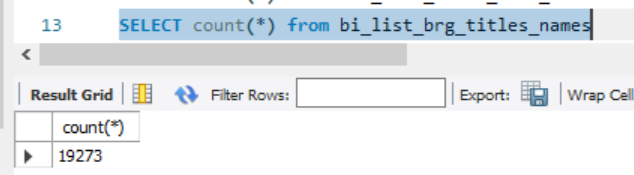 13 SELECT count(*) from bi_list_brg_titles_names
Result Grid Filter Rows: Export: Wrap Cell
count(*)
19273